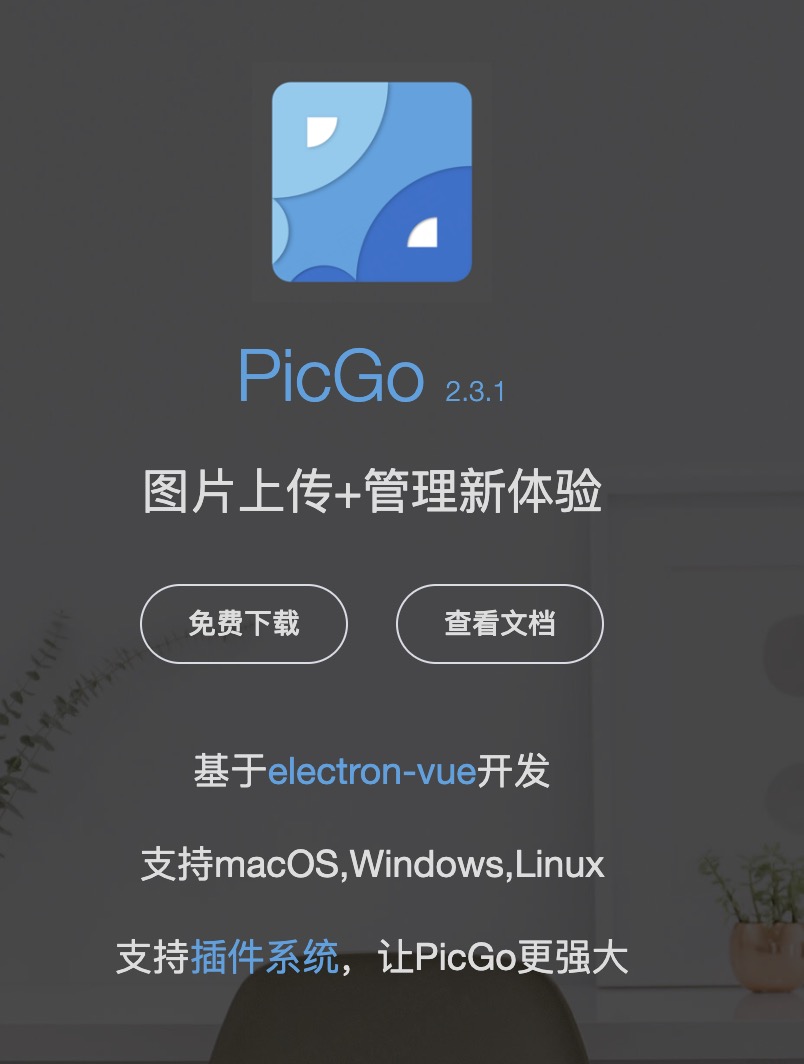 PicGo 2.3.1
图片上传+管理新体验
免费下载 查看文档
基于electron-vue开发
支持macOS,Windows,Linux
支持插件系统，让PicGo更强大